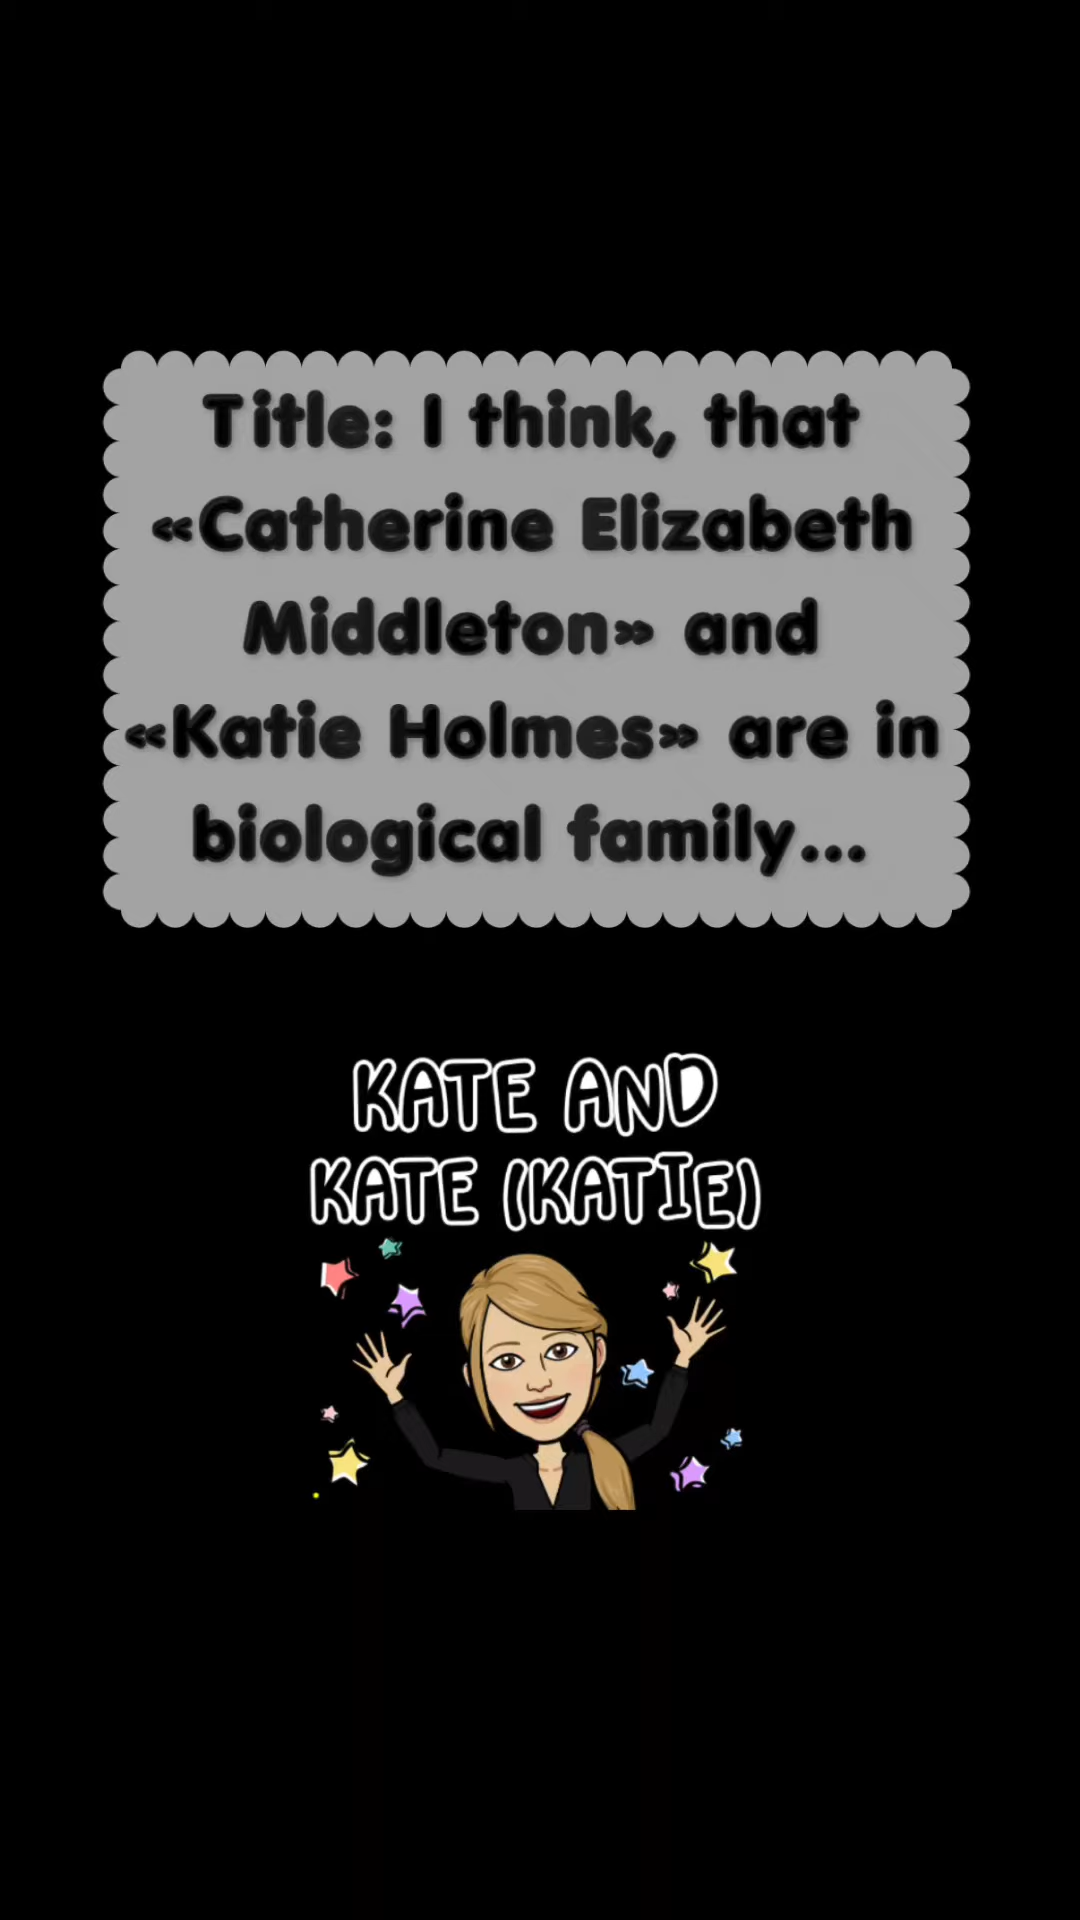 Title: I think, that
«Catherine Elizabeth
Middleton» and
«Katie Holmes» are in
biological family...
KATE AND
KATE (KATIE)